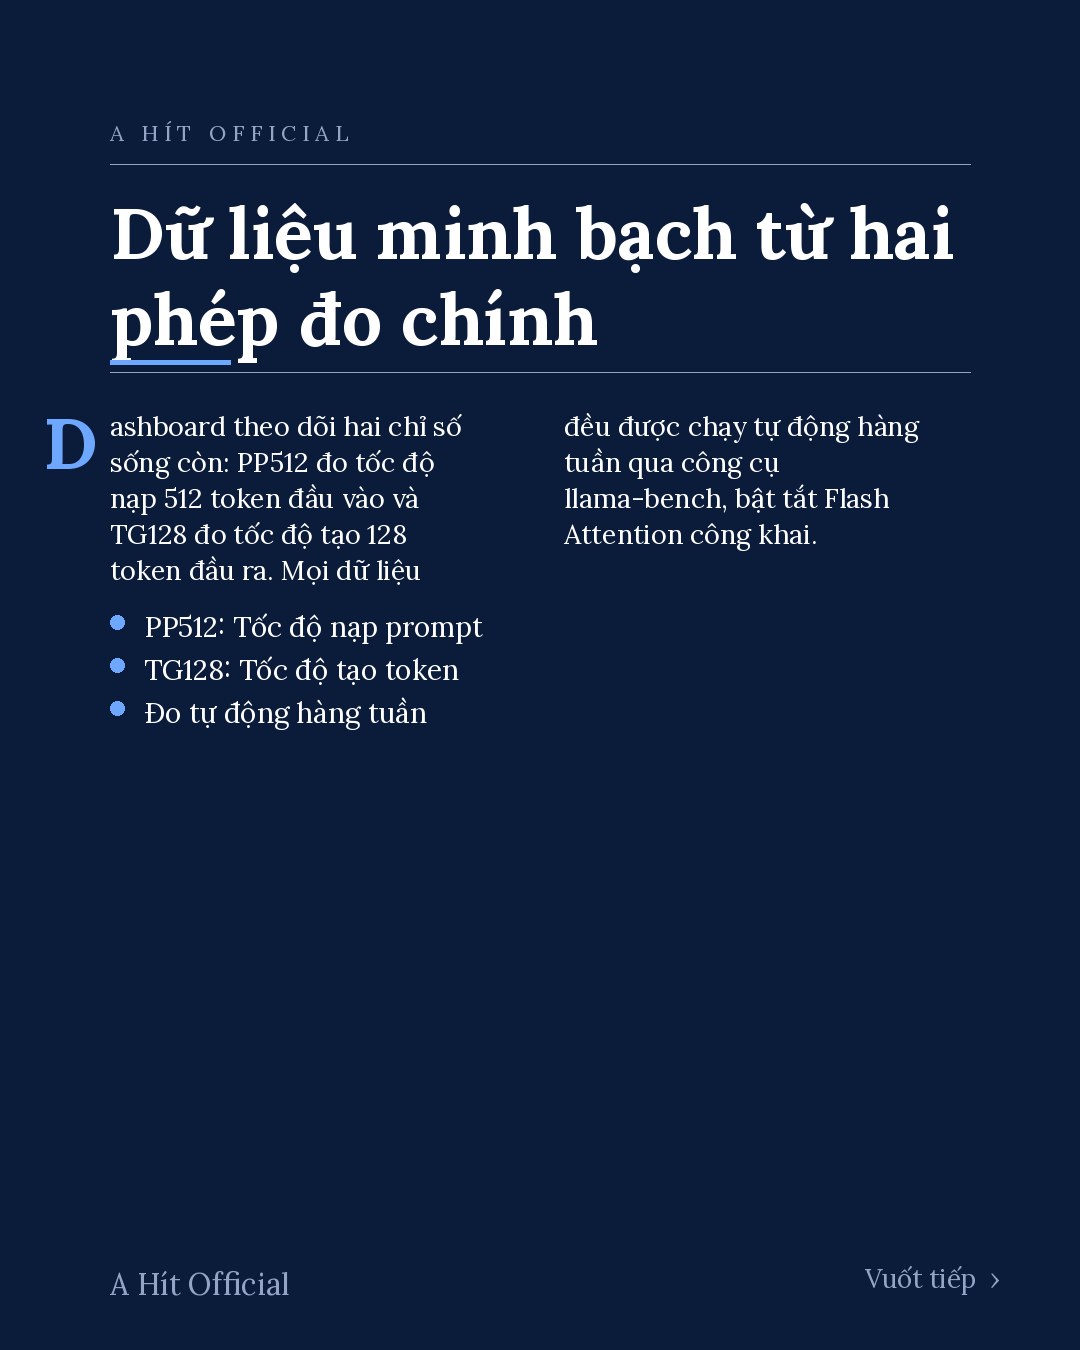 A HÍT OFFICIAL
Dữ liệu minh bạch từ hai
phép đo chính
Dashboard theo dõi hai chỉ số
sống còn: PP512 đo tốc độ
nạp 512 token đầu vào và
TG128 đo tốc độ tạo 128
token đầu ra. Mọi dữ liệu
đều được chạy tự động hàng
tuần qua công cụ
llama-bench, bật tắt Flash
Attention công khai.
PP512: Tốc độ nạp prompt
TG128: Tốc độ tạo token
Đo tự động hàng tuần
A Hít Official
Vuốt tiếp ›